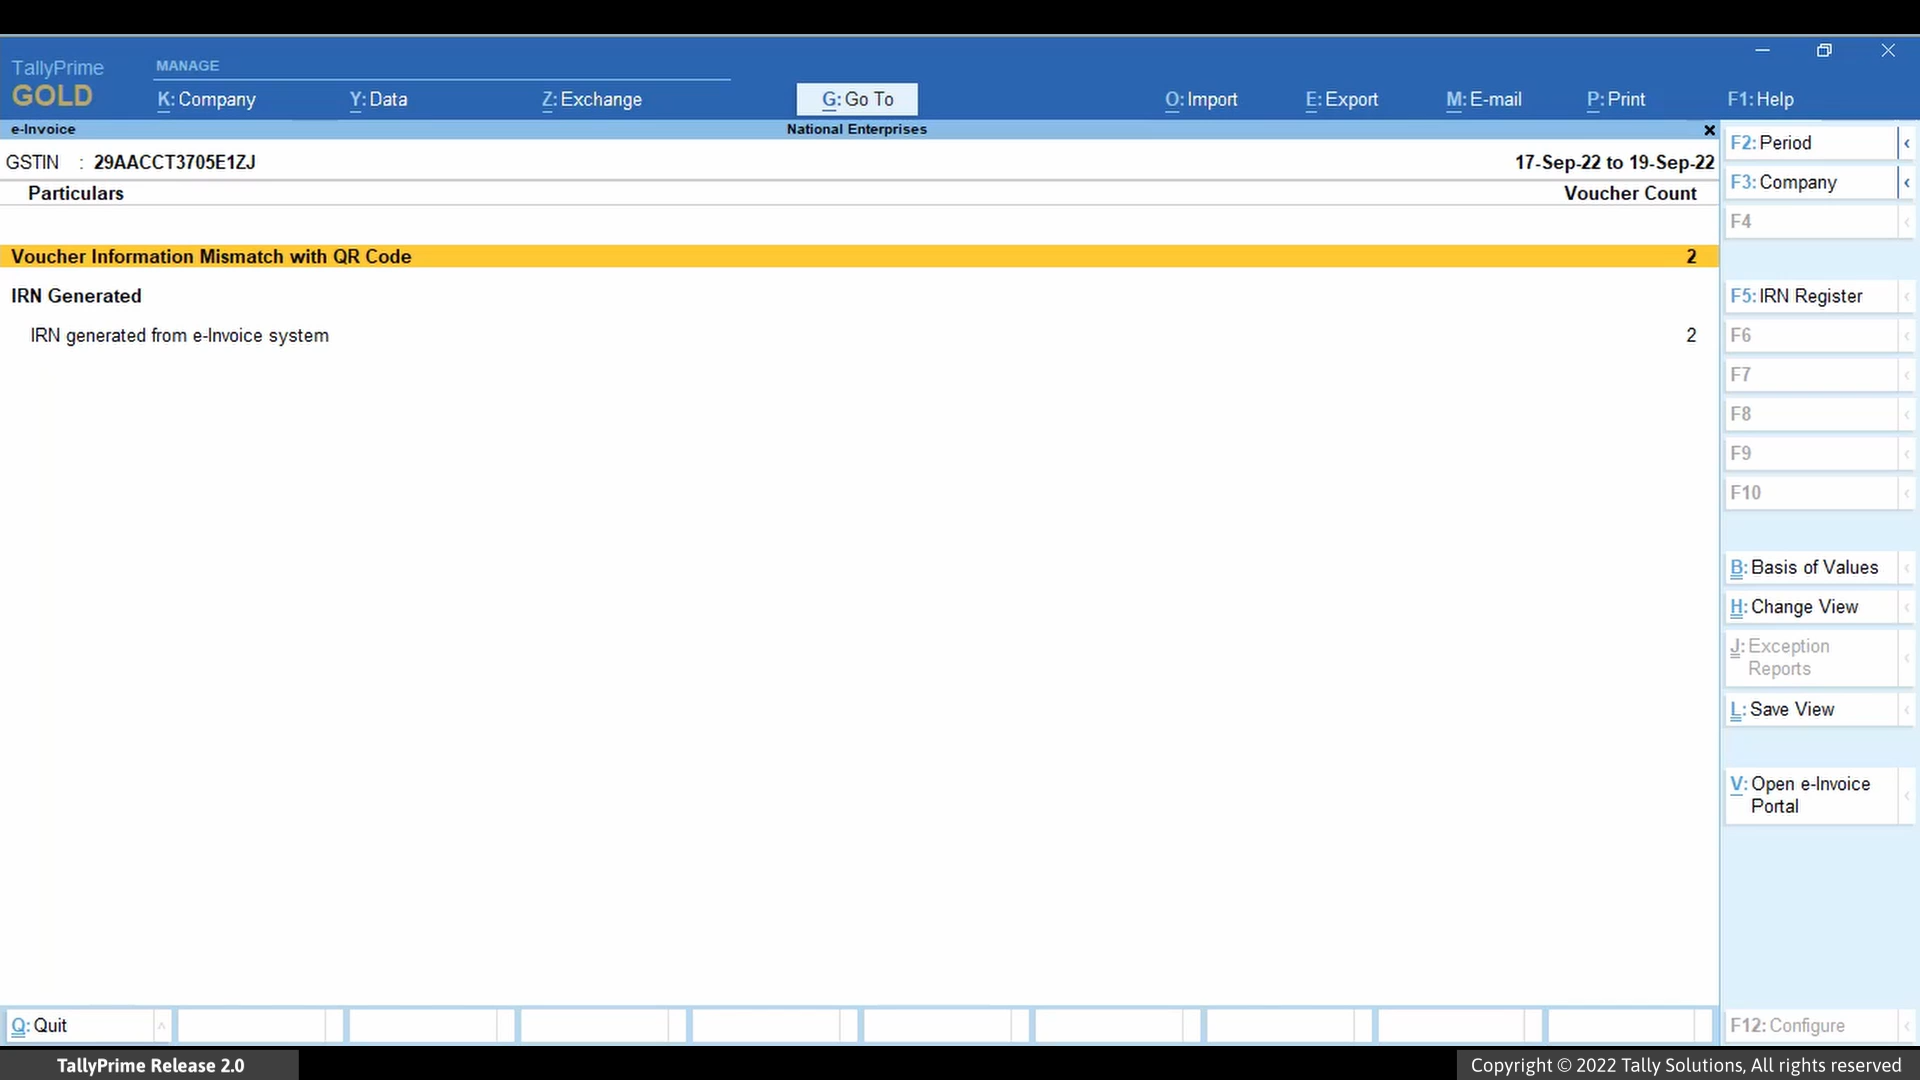 TallyPrime
GOLD
MANAGE
K: Company
Y: Data
Z: Exchange
G: Go To
O: Import
E: Export
M: E-mail
P: Print
F1: Help
e-Invoice
National Enterprises
GSTIN : 29AACCT3705E1ZJ
17-Sep-22 to 19-Sep-22
Particulars
Voucher Count
Voucher Information Mismatch with QR Code 2
IRN Generated
IRN generated from e-Invoice system 2
F2: Period
F3: Company
F4
F5: IRN Register
F6
F7
F8
F9
F10
B: Basis of Values
H: Change View
J: Exception
Reports
L: Save View
V: Open e-Invoice
Portal
Q: Quit
F12: Configure
TallyPrime Release 2.0
Copyright © 2022 Tally Solutions, All rights reserved